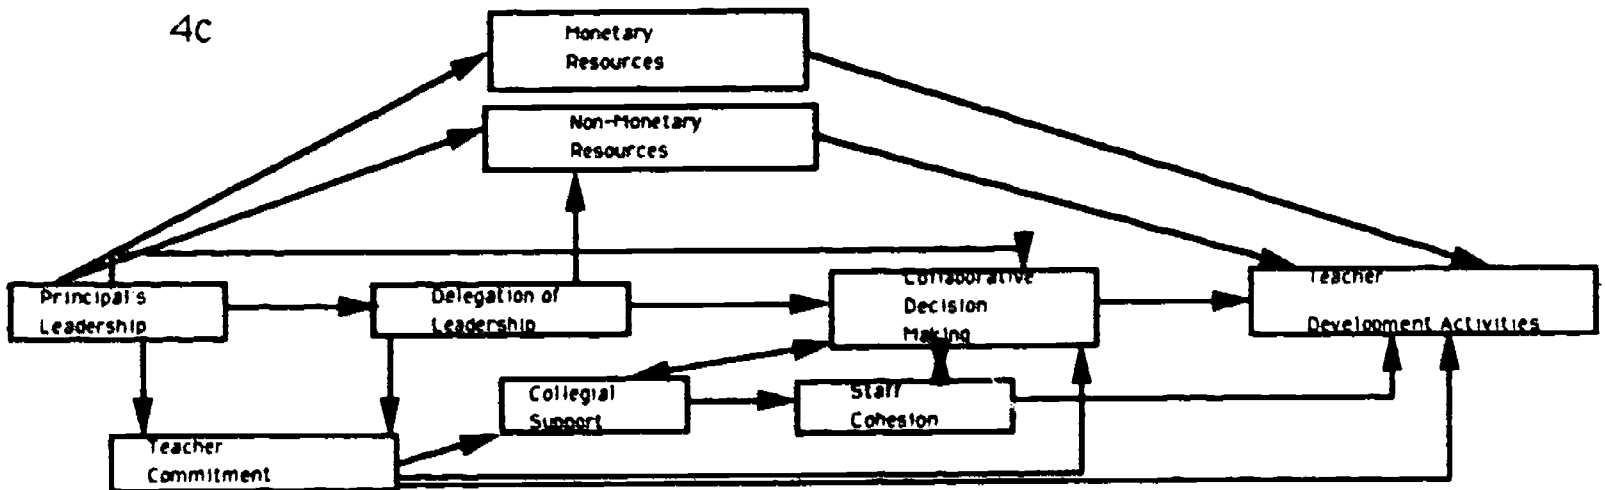 4C
Monetary
Resources
Non-Monetary
Resources
Principal's
Leadership
Delegation of
Leadership
Collaborative
Decision
Making
Teacher
Development Activities
Collegial
Support
Staff
Cohesion
Teacher
Commitment